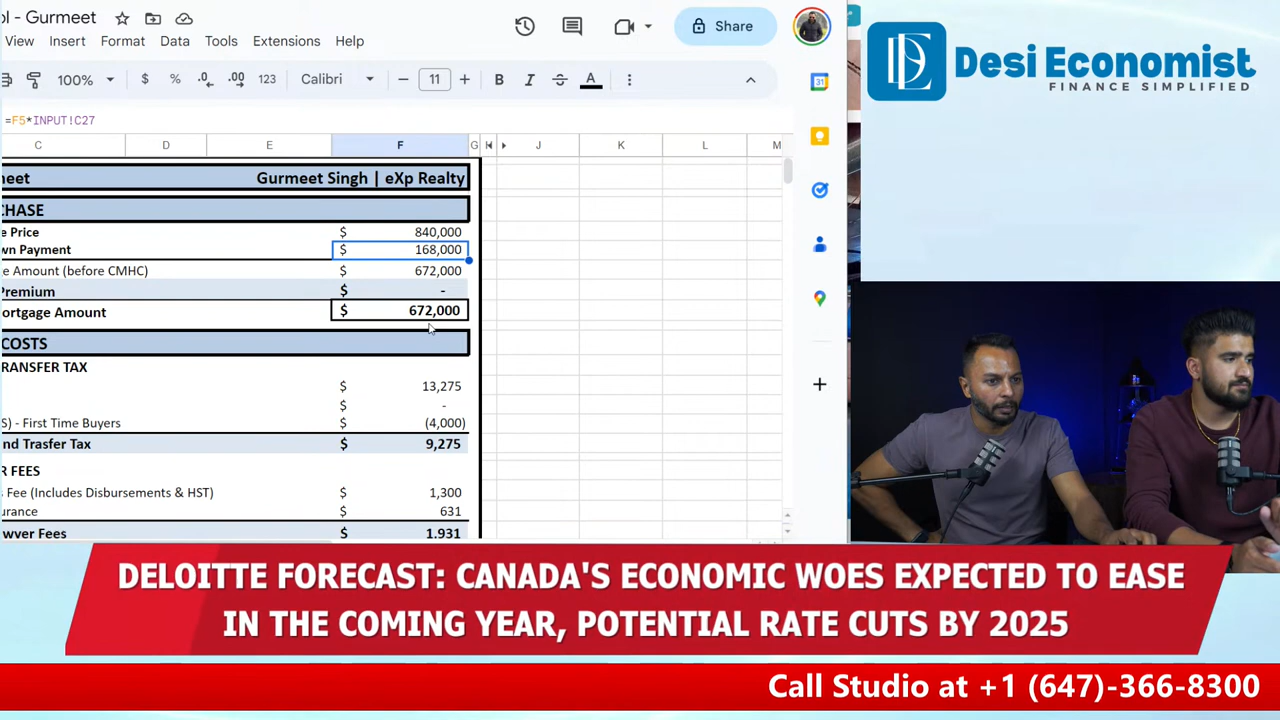 ol - Gurmeet
View Insert Format Data Tools Extensions Help
Share
100% $ % .0 .00 123 Calibri 11 B I S A
31
=F5*INPUT!C27
C D E F G H J K L M
meet Gurmeet Singh | eXp Realty
CHASE
e Price $ 840,000
wn Payment $ 168,000
e Amount (before CMHC) $ 672,000
Premium $ -
ortgage Amount $ 672,000
COSTS
TRANSFER TAX
$ 13,275
$ -
S) - First Time Buyers $ (4,000)
nd Trasfer Tax $ 9,275
R FEES
s Fee (Includes Disbursements & HST) $ 1,300
urance $ 631
wyer Fees $ 1,931
DE
Desi Economist
FINANCE SIMPLIFIED
DELOITTE FORECAST: CANADA'S ECONOMIC WOES EXPECTED TO EASE
IN THE COMING YEAR, POTENTIAL RATE CUTS BY 2025
Call Studio at +1 (647)-366-8300